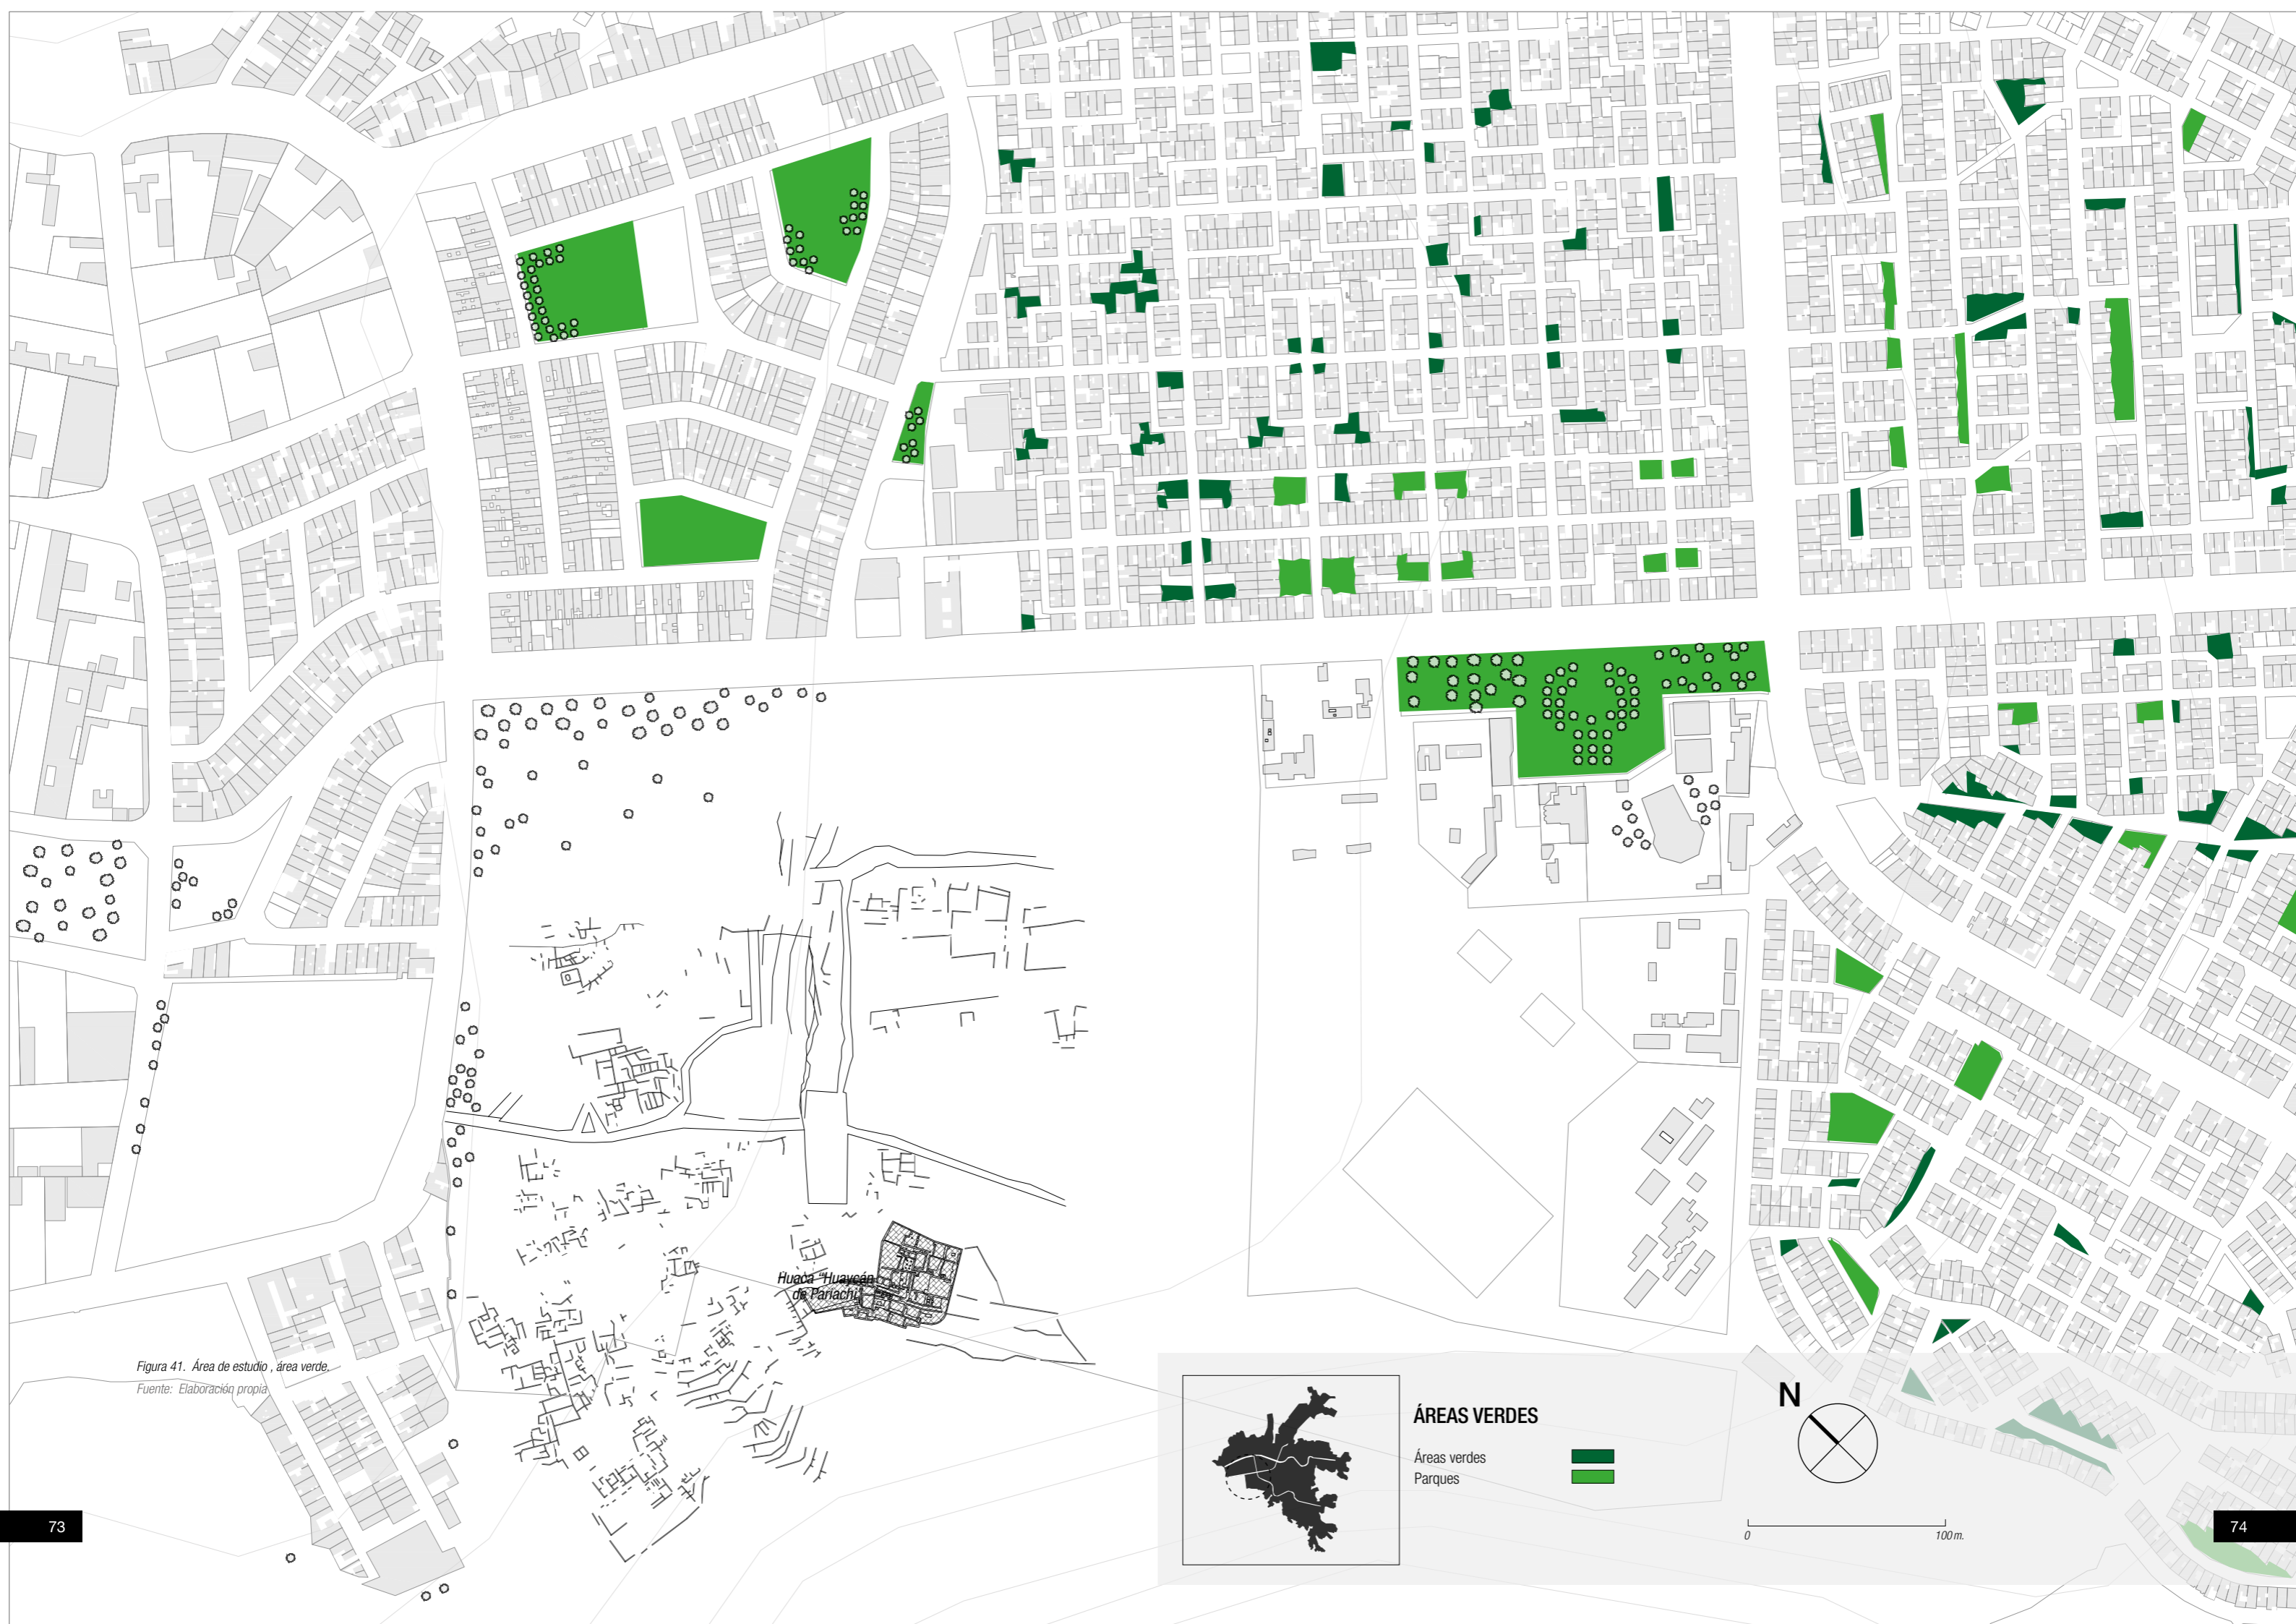 Huaca "Huaycán
de Pariachi"
Figura 41. Área de estudio , área verde.
Fuente: Elaboración propia
ÁREAS VERDES
Áreas verdes
Parques
N
0 100 m.
73
74